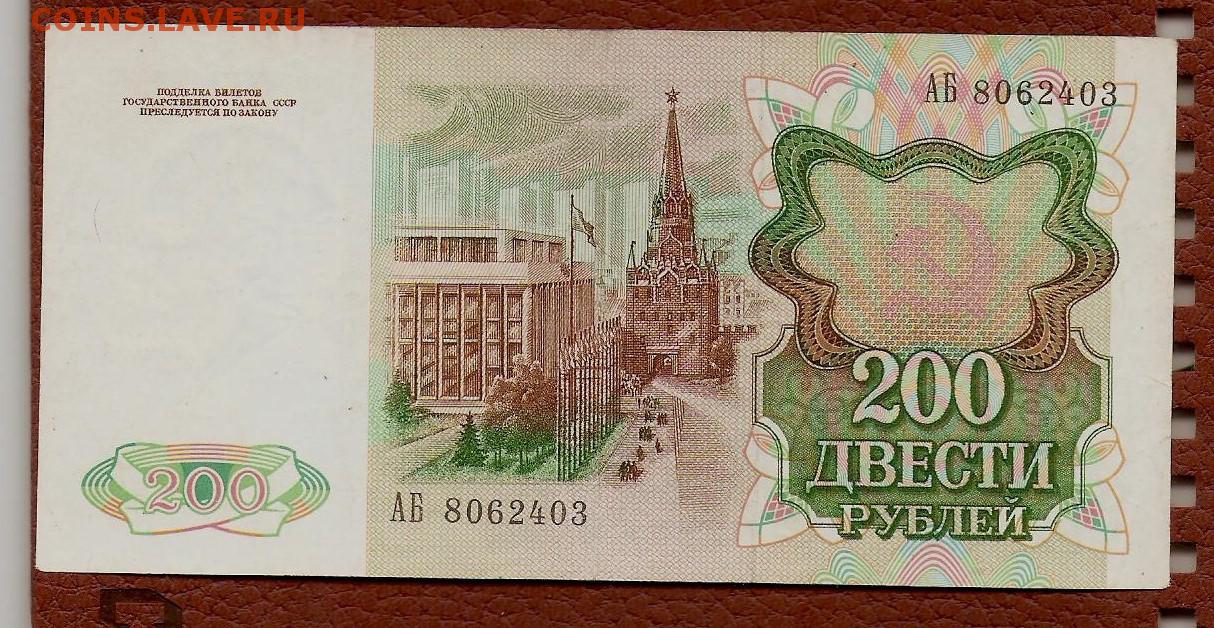 COINS.LAVE.RU
ПОДДЕЛКА БИЛЕТОВ
ГОСУДАРСТВЕННОГО БАНКА СССР
ПРЕСЛЕДУЕТСЯ ПО ЗАКОНУ
АБ 8062403
200
ДВЕСТИ
РУБЛЕЙ
200
АБ 8062403